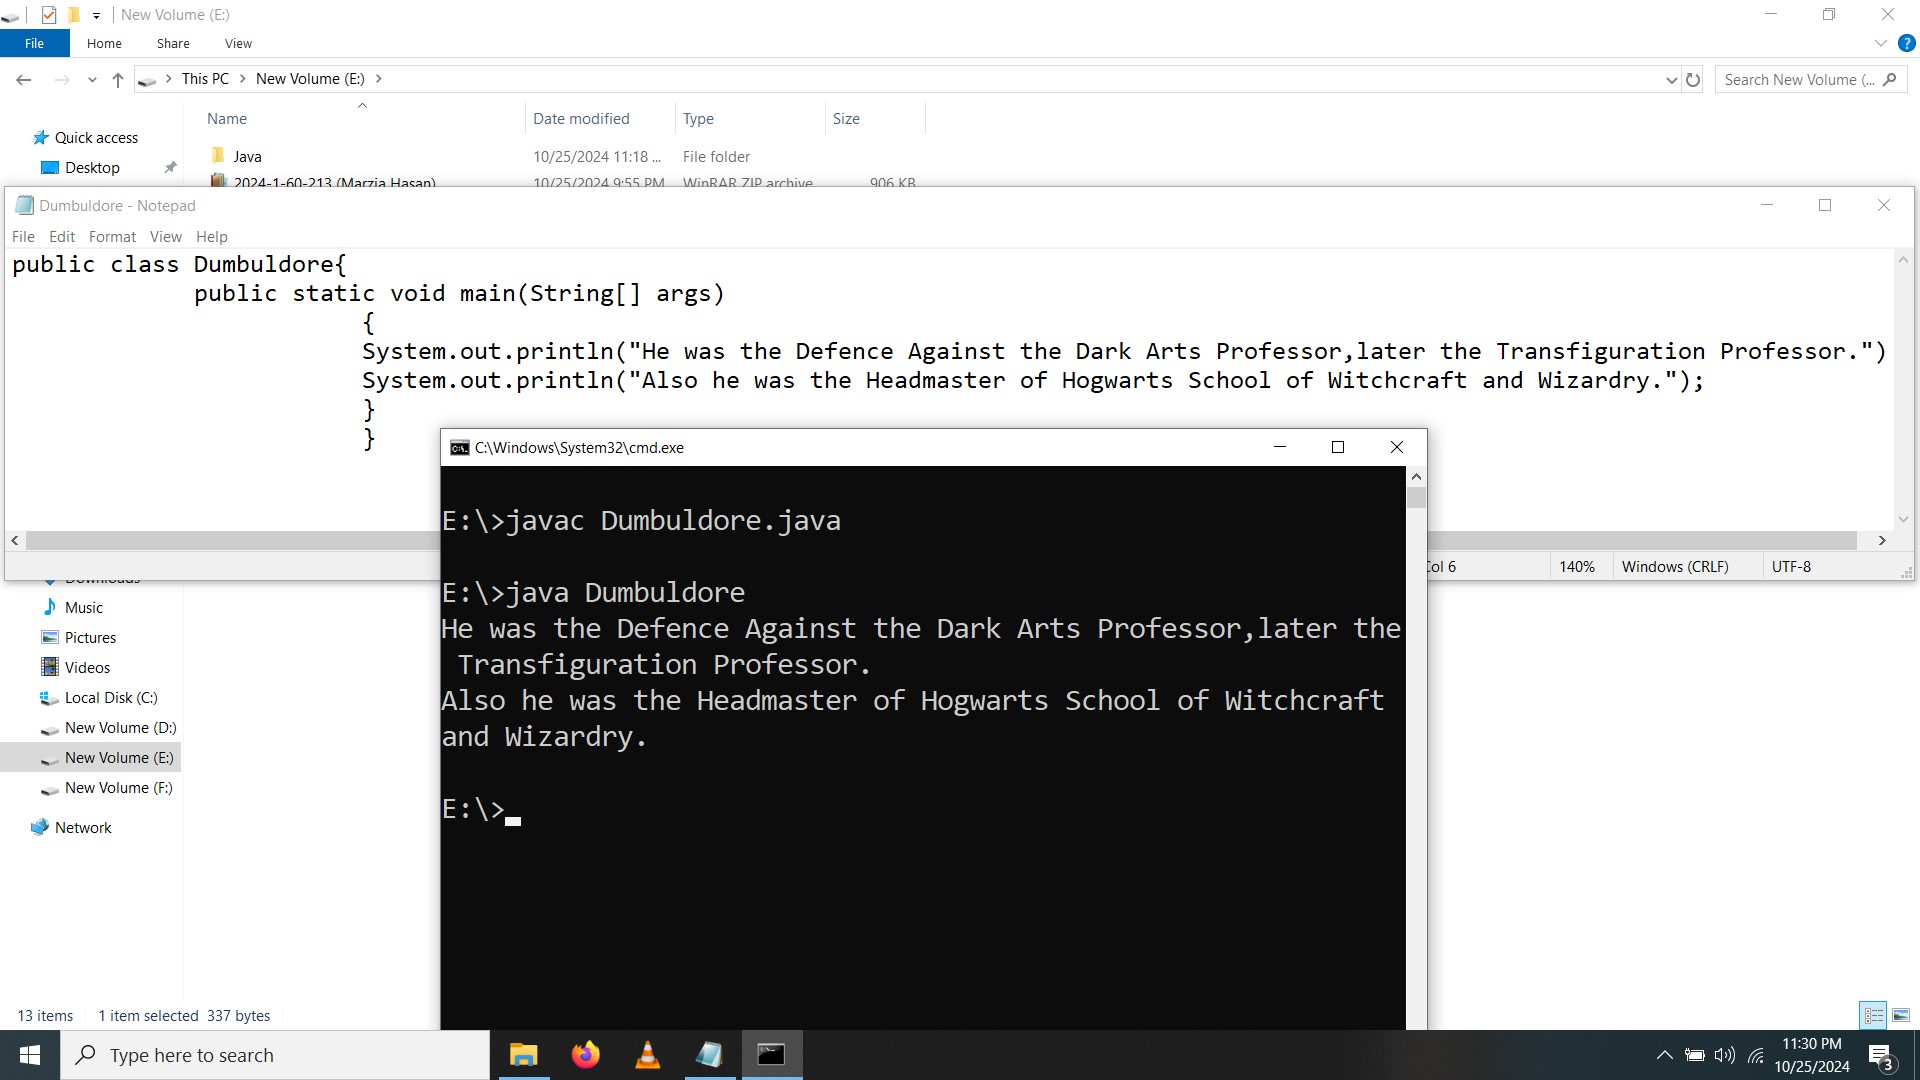 New Volume (E:)
File Home Share View
This PC New Volume (E:) Search New Volume (...
Name Date modified Type Size
Quick access
Desktop
Java 10/25/2024 11:18 ... File folder
2024-1-60-213 (Marzia Hasan) 10/25/2024 9:55 PM WinRAR ZIP archive 906 KB
Dumbuldore - Notepad
File Edit Format View Help
public class Dumbuldore{
public static void main(String[] args)
{
System.out.println("He was the Defence Against the Dark Arts Professor,later the Transfiguration Professor.")
System.out.println("Also he was the Headmaster of Hogwarts School of Witchcraft and Wizardry.");
}
}
Col 6 140% Windows (CRLF) UTF-8
C:\Windows\System32\cmd.exe
E:\>javac Dumbuldore.java
E:\>java Dumbuldore
He was the Defence Against the Dark Arts Professor,later the
Transfiguration Professor.
Also he was the Headmaster of Hogwarts School of Witchcraft
and Wizardry.
E:\>
Downloads
Music
Pictures
Videos
Local Disk (C:)
New Volume (D:)
New Volume (E:)
New Volume (F:)
Network
13 items 1 item selected 337 bytes
Type here to search
11:30 PM
10/25/2024
3